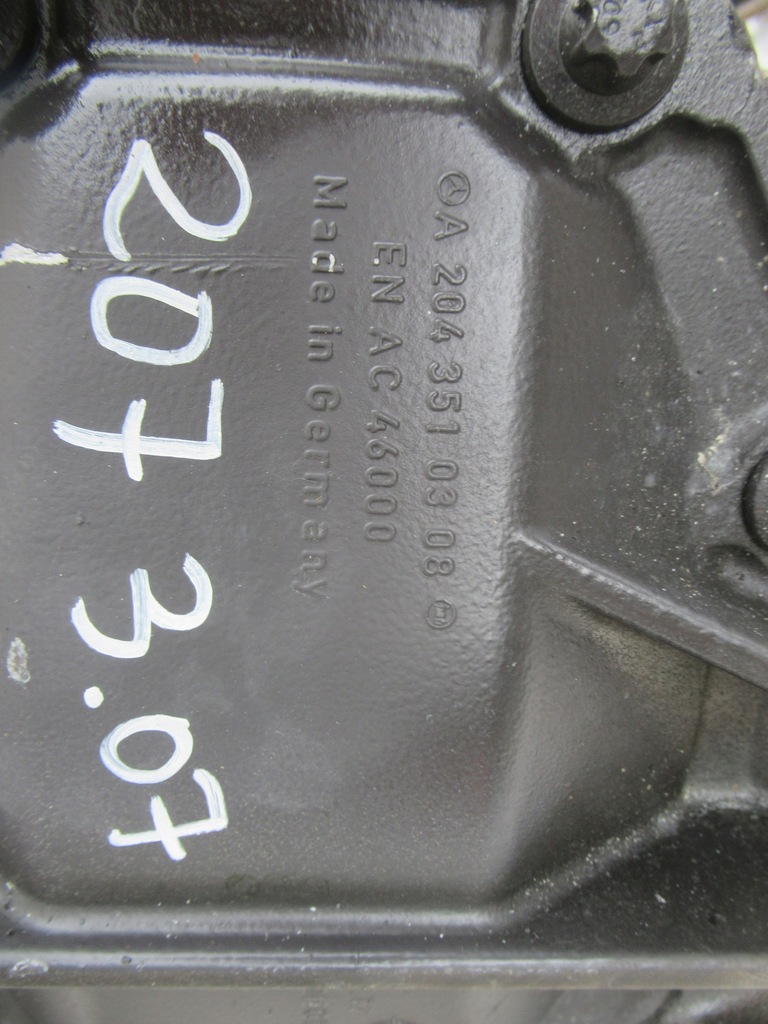 A 204 351 03 08
EN AC 46000
Made in Germany
207 3.07